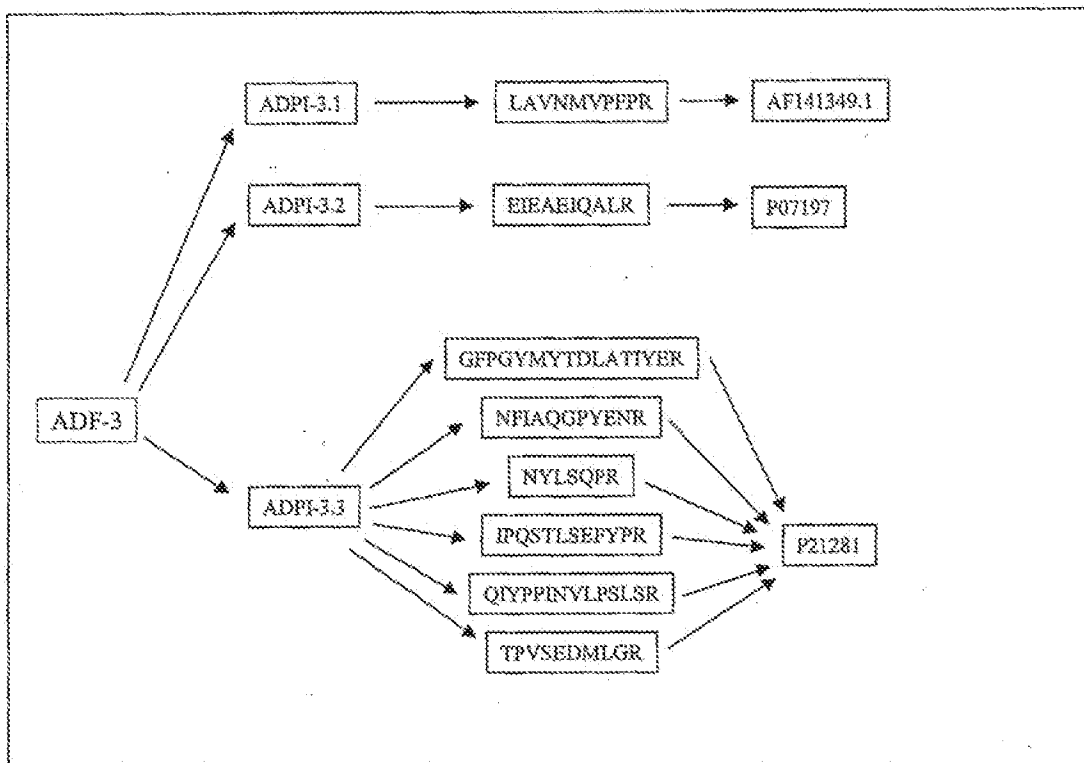 ADPI-3.1
LAVNMVPFPR
AF141349.1
ADPI-3.2
EIEAEIQALR
P07197
GFPGYMYTDLATIYER
NFIAQGPYENR
ADF-3
NYLSQPR
ADPI-3.3
IPQSTLSEFYPR
P21281
QIYPPINVLPSLSR
TPVSEDMLGR